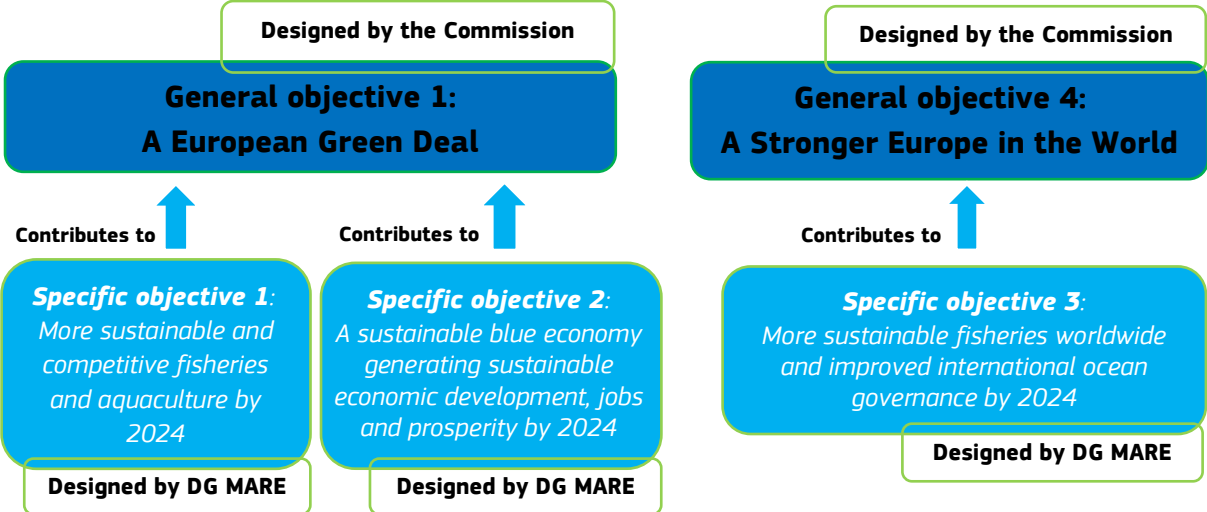 Designed by the Commission
General objective 1:
A European Green Deal
Contributes to
Contributes to
Specific objective 1:
More sustainable and
competitive fisheries
and aquaculture by
2024
Designed by DG MARE
Specific objective 2:
A sustainable blue economy
generating sustainable
economic development, jobs
and prosperity by 2024
Designed by DG MARE
Designed by the Commission
General objective 4:
A Stronger Europe in the World
Contributes to
Specific objective 3:
More sustainable fisheries worldwide
and improved international ocean
governance by 2024
Designed by DG MARE